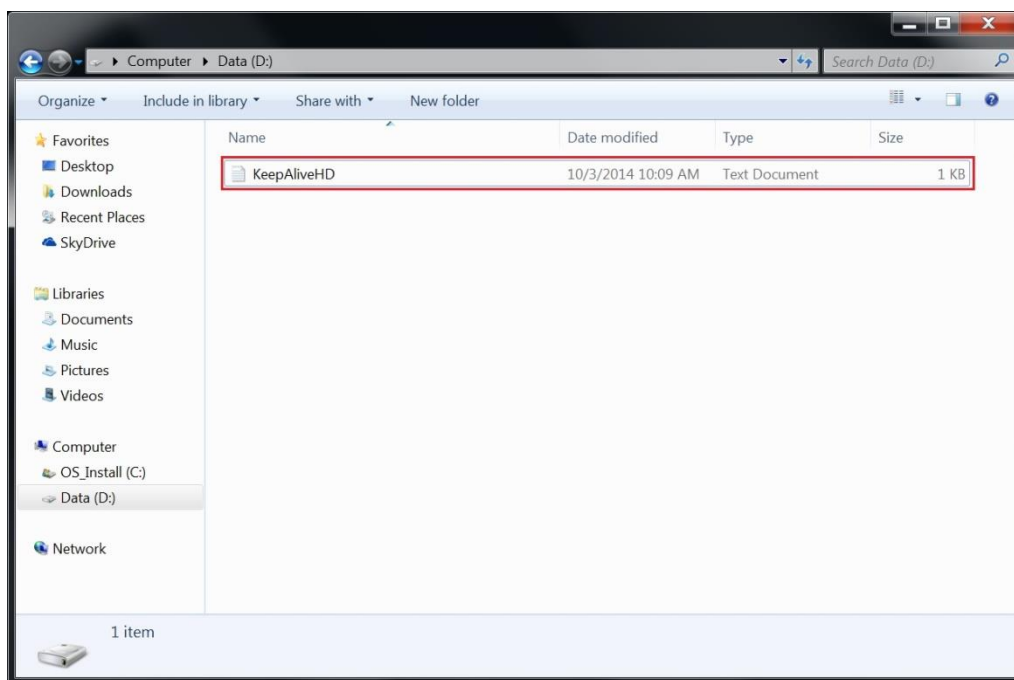 Computer Data (D:) Search Data (D:)
Organize Include in library Share with New folder
Favorites
Desktop
Downloads
Recent Places
SkyDrive
Libraries
Documents
Music
Pictures
Videos
Computer
OS_Install (C:)
Data (D:)
Network
Name Date modified Type Size
KeepAliveHD 10/3/2014 10:09 AM Text Document 1 KB
1 item